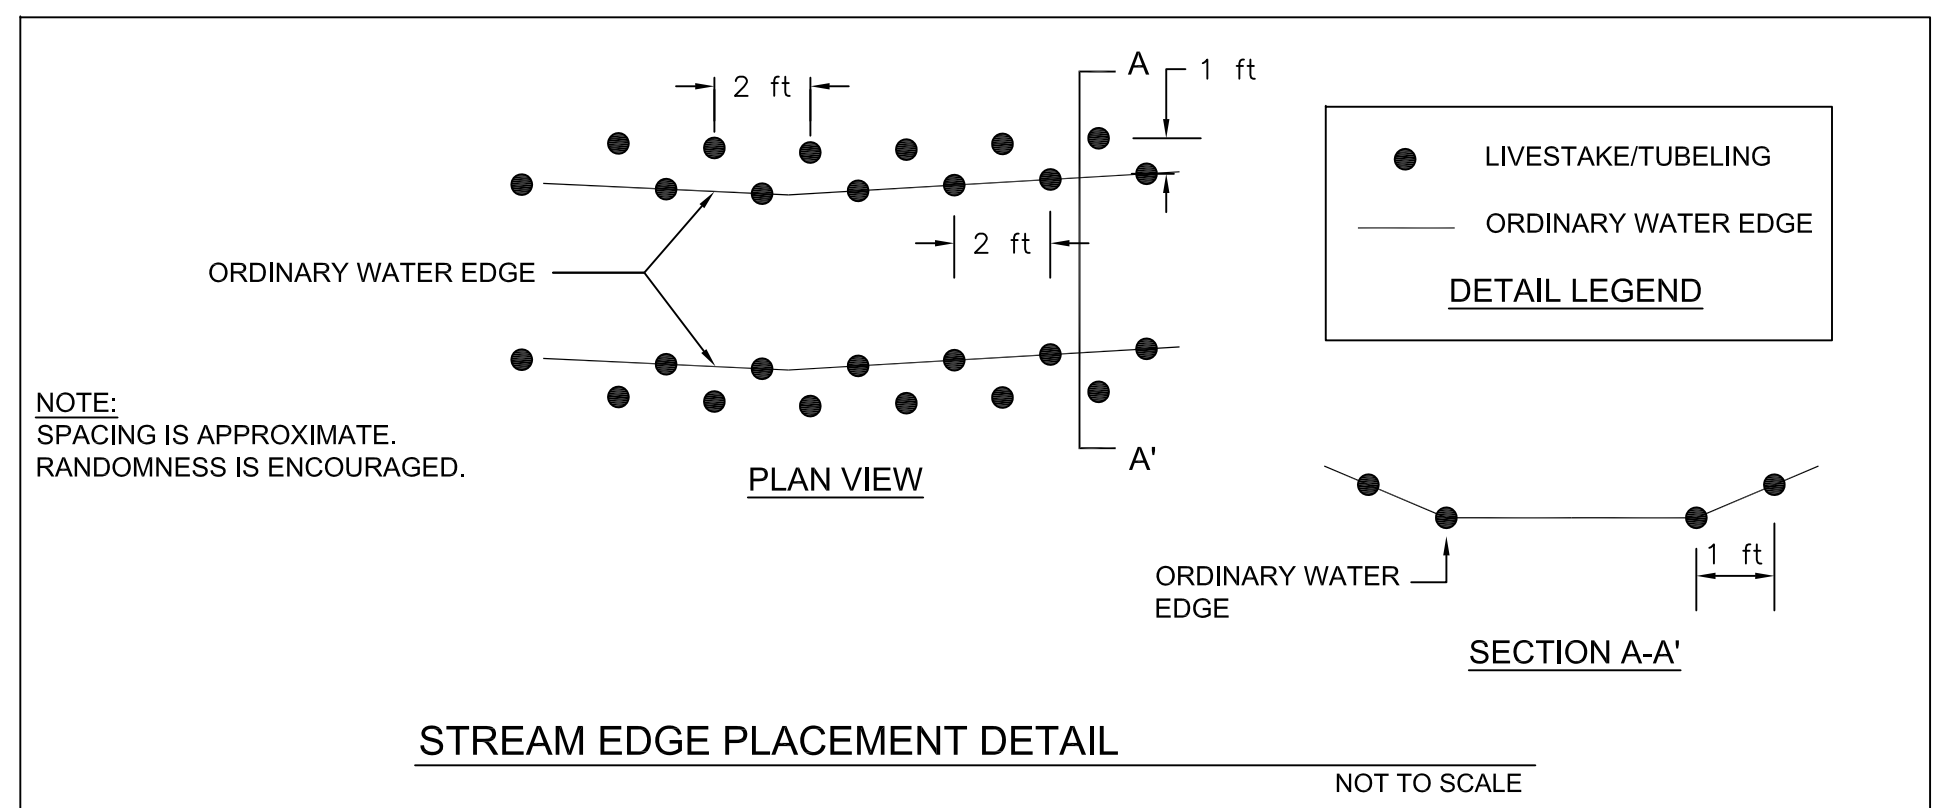 A
1 ft
2 ft
LIVESTAKE/TUBELING
ORDINARY WATER EDGE
DETAIL LEGEND
2 ft
ORDINARY WATER EDGE
NOTE:
SPACING IS APPROXIMATE.
RANDOMNESS IS ENCOURAGED.
A'
PLAN VIEW
1 ft
ORDINARY WATER
EDGE
SECTION A-A'
STREAM EDGE PLACEMENT DETAIL
NOT TO SCALE